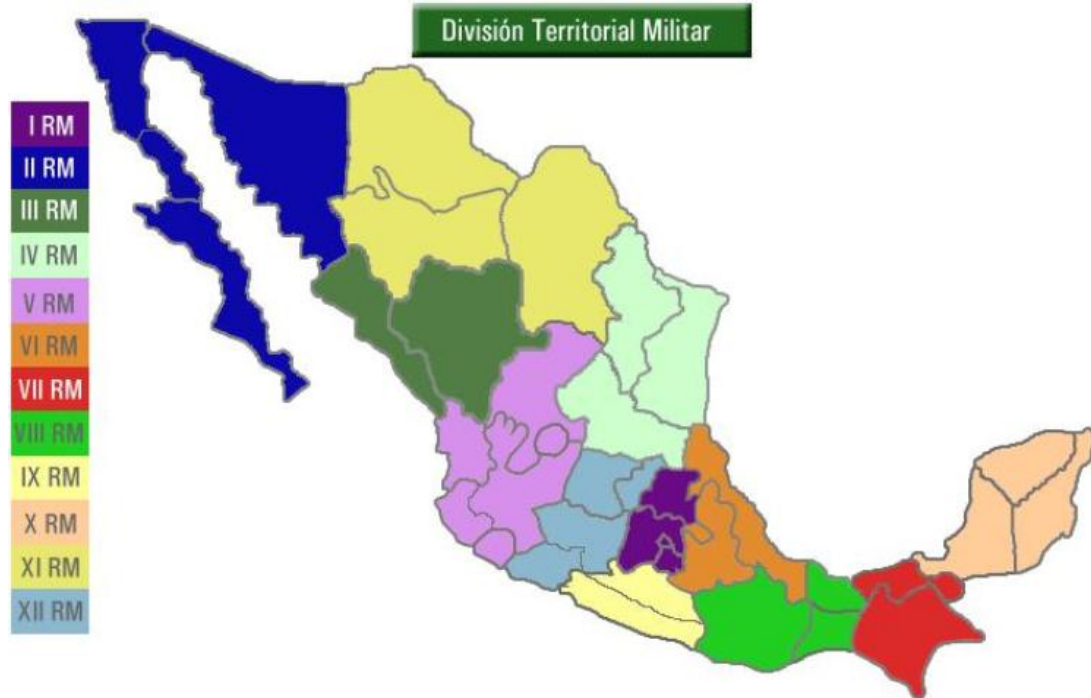 División Territorial Militar
I RM
II RM
III RM
IV RM
V RM
VI RM
VII RM
VIII RM
IX RM
X RM
XI RM
XII RM